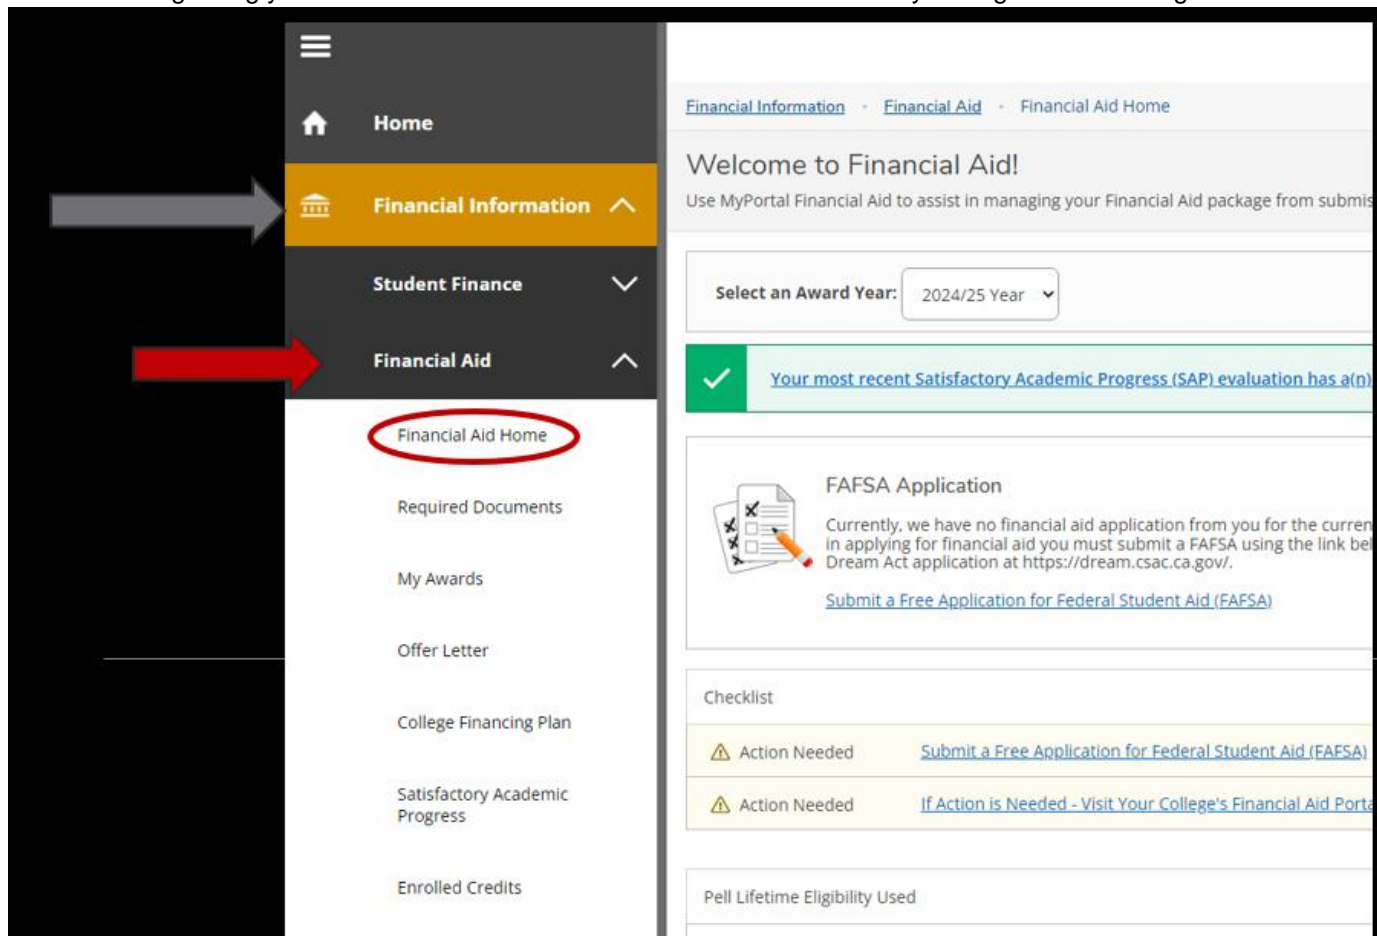 Home
Financial Information
Student Finance
Financial Aid
Financial Aid Home
Required Documents
My Awards
Offer Letter
College Financing Plan
Satisfactory Academic
Progress
Enrolled Credits
Financial Information · Financial Aid · Financial Aid Home
Welcome to Financial Aid!
Use MyPortal Financial Aid to assist in managing your Financial Aid package from submis
Select an Award Year: 2024/25 Year
Your most recent Satisfactory Academic Progress (SAP) evaluation has a(n)
FAFSA Application
Currently, we have no financial aid application from you for the curren
in applying for financial aid you must submit a FAFSA using the link bel
Dream Act application at https://dream.csac.ca.gov/.
Submit a Free Application for Federal Student Aid (FAFSA)
Checklist
Action Needed Submit a Free Application for Federal Student Aid (FAFSA)
Action Needed If Action is Needed - Visit Your College's Financial Aid Porta
Pell Lifetime Eligibility Used